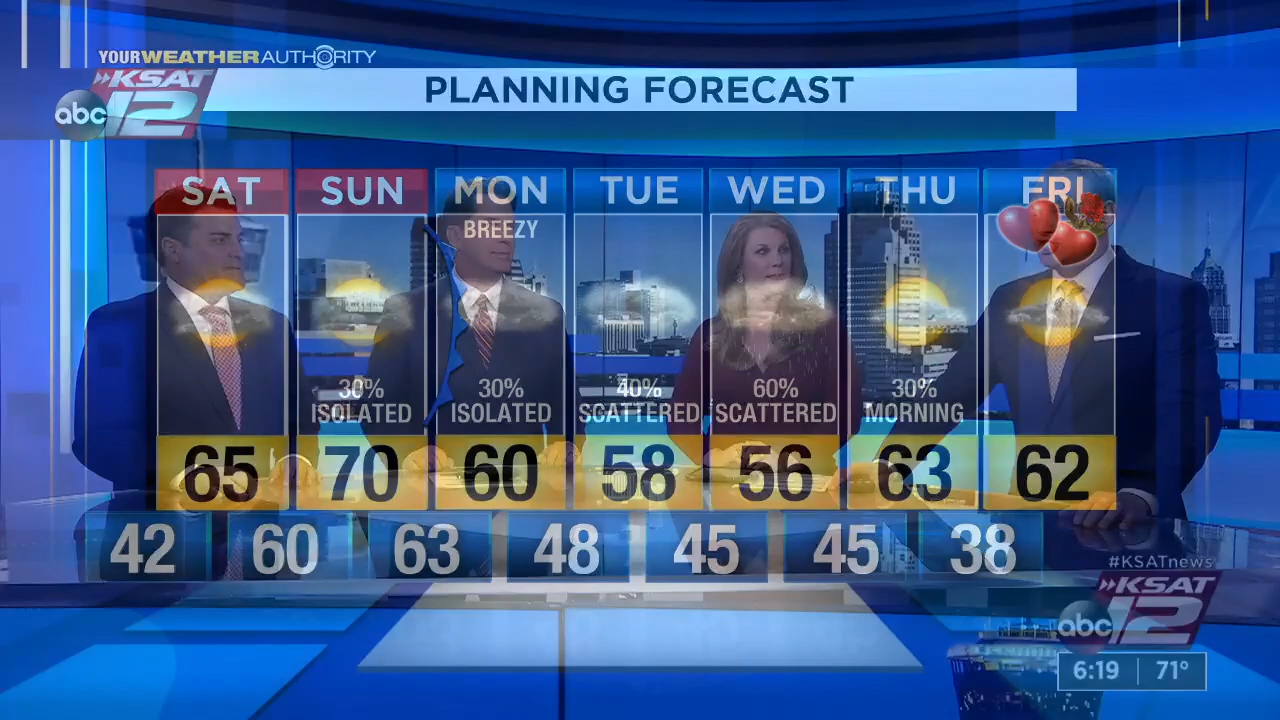 YOURWEATHERAUTHORITY
KSAT
abc 12
PLANNING FORECAST
SAT SUN MON TUE WED THU FRI
BREEZY
30% 30% 40% 60% 30%
ISOLATED ISOLATED SCATTERED SCATTERED MORNING
65 70 60 58 56 63 62
42 60 63 48 45 45 38
#KSATnews
KSAT
abc 12
6:19 71°